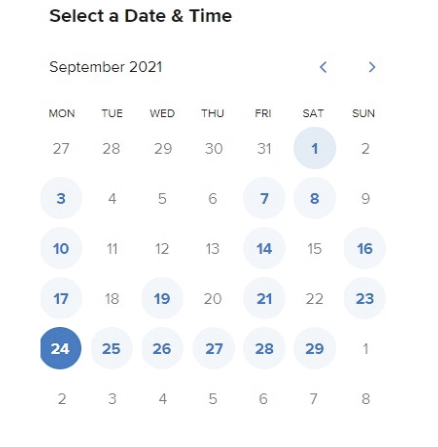 Select a Date & Time
September 2021
MON TUE WED THU FRI SAT SUN
27 28 29 30 31 1 2
3 4 5 6 7 8 9
10 11 12 13 14 15 16
17 18 19 20 21 22 23
24 25 26 27 28 29 1
2 3 4 5 6 7 8